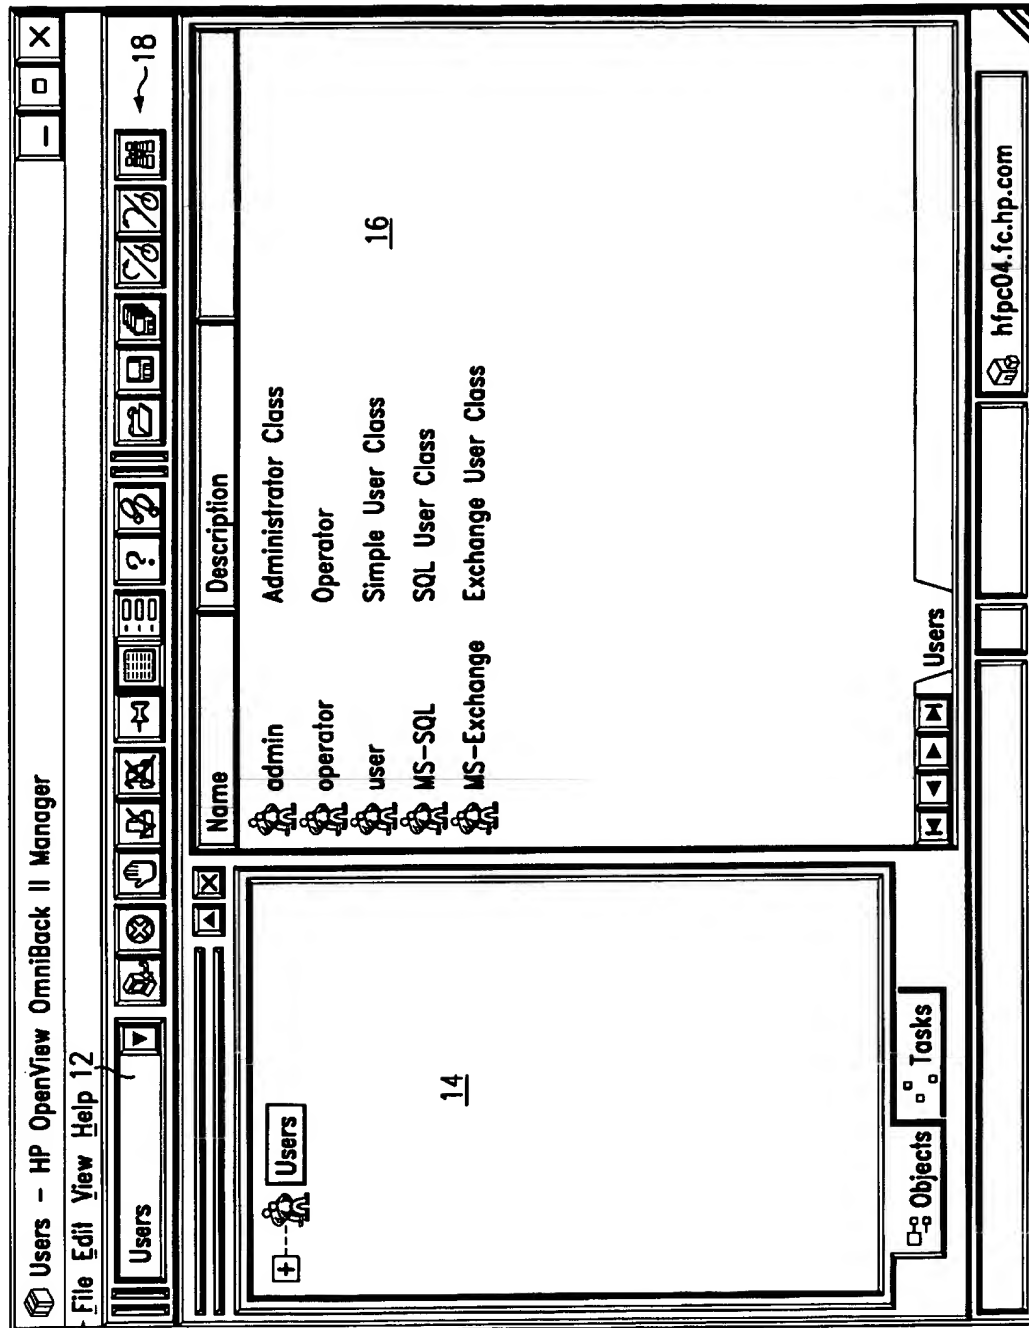 Users - HP OpenView OmniBack II Manager
File Edit View Help 12
Users
?
18
Name Description
admin Administrator Class
operator Operator
user Simple User Class
MS-SQL SQL User Class
MS-Exchange Exchange User Class
16
Users
14
Objects Tasks
Users
hfpc04.fc.hp.com